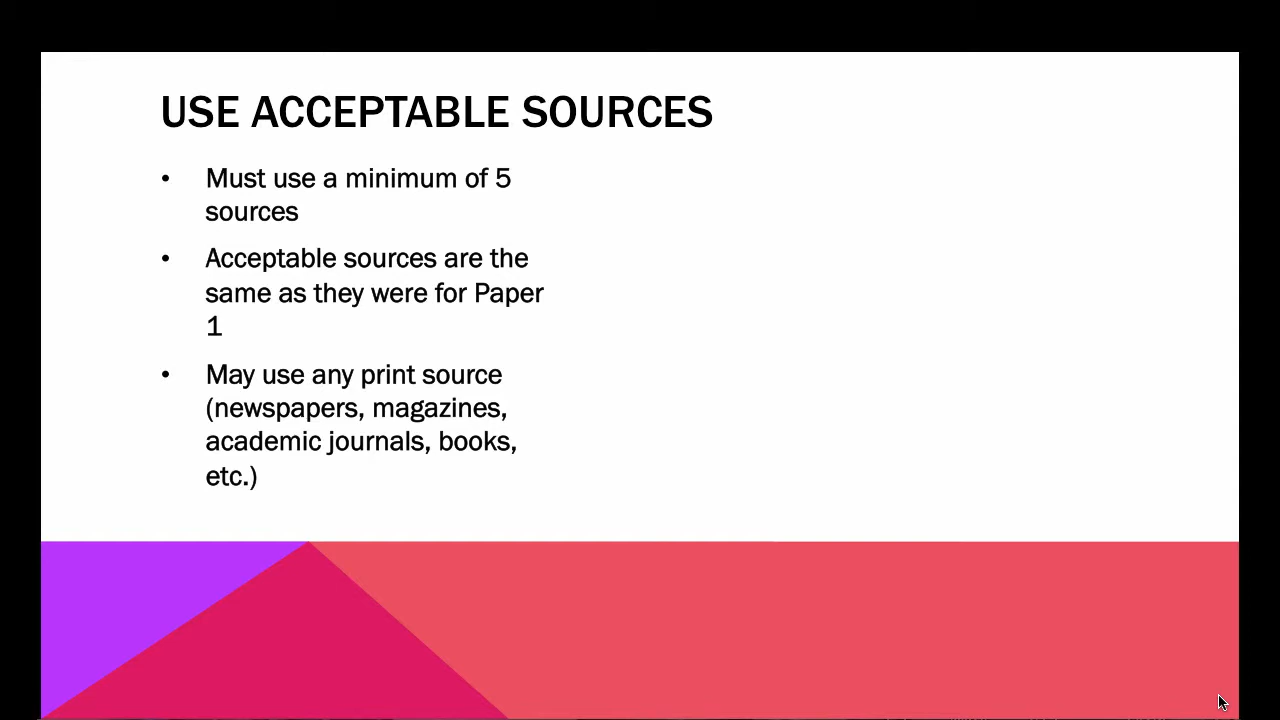 USE ACCEPTABLE SOURCES
• Must use a minimum of 5
sources
• Acceptable sources are the
same as they were for Paper
1
• May use any print source
(newspapers, magazines,
academic journals, books,
etc.)